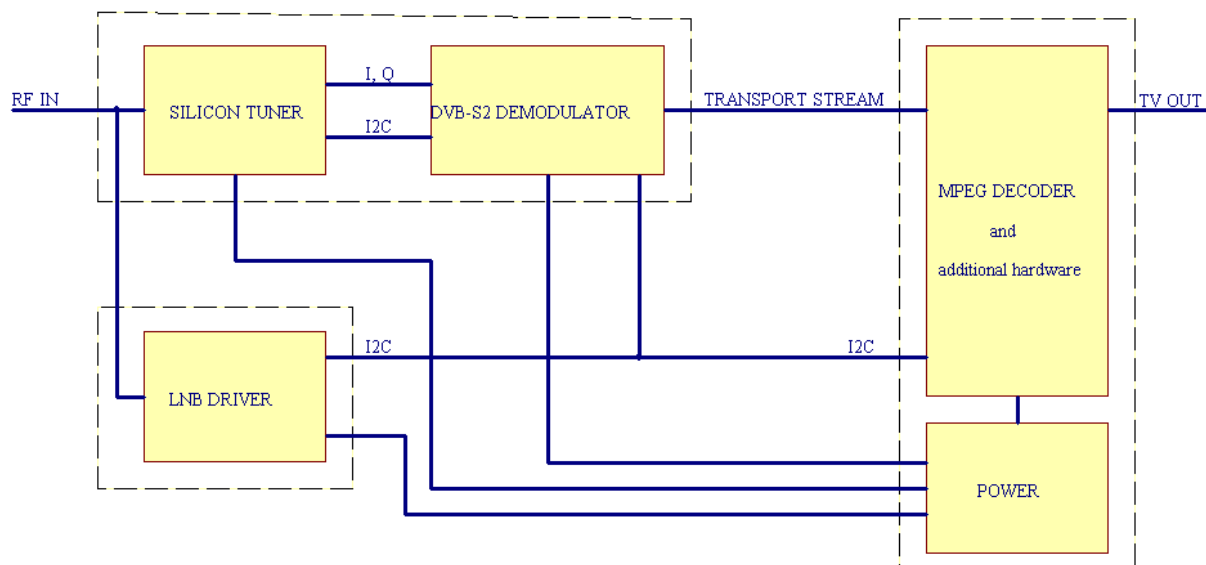 RF IN
SILICON TUNER
I, Q
I2C
DVB-S2 DEMODULATOR
TRANSPORT STREAM
TV OUT
MPEG DECODER
and
additional hardware
I2C
I2C
LNB DRIVER
POWER